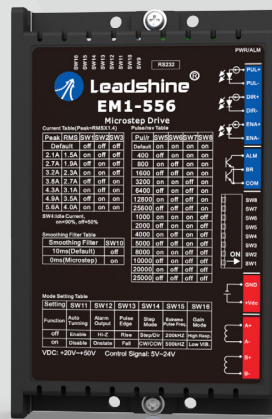 SW16
SW15
SW14
SW13
SW12
SW11
SW10
SW9
RS232
PWR/ALM
Leadshine®
EM1-556
Microstep Drive
PUL+
PUL-
DIR+
DIR-
ENA+
ENA-
ALM
BR
COM
Current Table(Peak=RMSX1.4)
Peak RMS SW1 SW2 SW3
Default off off off
2.1A 1.5A on off off
2.7A 1.9A off on off
3.2A 2.3A on on off
3.8A 2.7A off off on
4.3A 3.1A on off on
4.9A 3.5A off on on
5.6A 4.0A on on on
SW4:Idle Current,
on=90%, off=50%
Smoothing Filter Table
Smoothing Filter SW10
10ms(Default) off
0ms(Microstep) on
Pulse/rev Table
Pul/r SW5 SW6 SW7 SW8
Default on on on on
400 off on on on
800 on off on on
1600 off off on on
3200 on on off on
6400 off on off on
12800 on off off on
25600 off off off on
1000 on on on off
2000 off on on off
4000 on off on off
5000 off off on off
8000 on on off off
10000 off on off off
20000 on off off off
25000 off off off off
SW8
SW7
SW6
SW5
SW4
SW3
SW2
SW1
ON
GND
+Vdc
A+
A-
B+
B-
Mode Setting Table
Setting SW11 SW12 SW13 SW14 SW15 SW16
Function Auto Tunning Alarm Output Pulse Edge Step Mode Extreme Pulse Freq. Gain Mode
off Enable Hi-Z Rise Step/Dir 200kHZ High Resp.
on Disable Onstate Fall CW/CCW 500kHZ Low VIB.
VDC: +20V~+50V Control Signal: 5V~24V